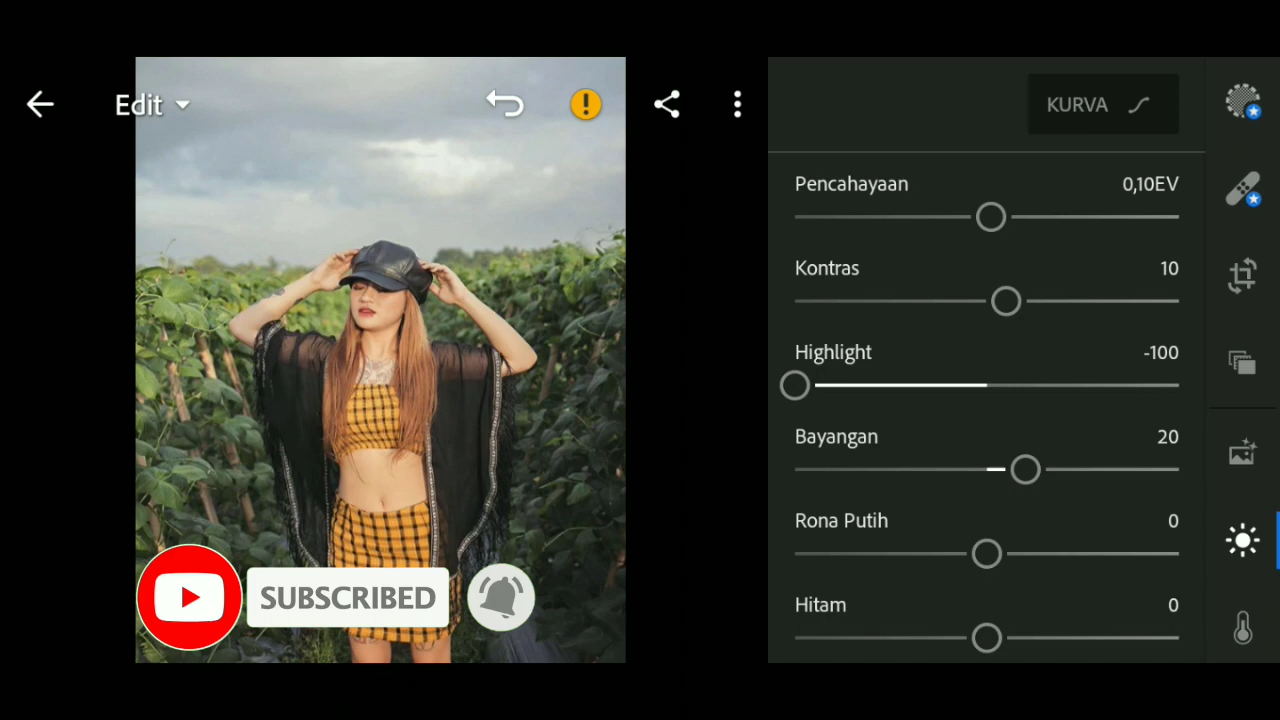 Edit
KURVA
Pencahayaan 0,10EV
Kontras 10
Highlight -100
Bayangan 20
Rona Putih 0
Hitam 0
SUBSCRIBED